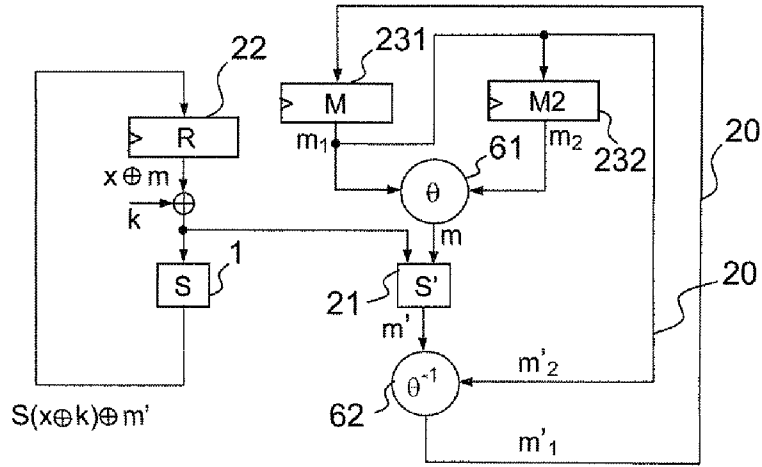 22
231
M
M2
R
m₁
m₂
61
232
20
x ⊕ m
θ
k
m
1
S
21
S'
20
m'
θ⁻¹
m'₂
62
S(x⊕k)⊕m'
m'₁